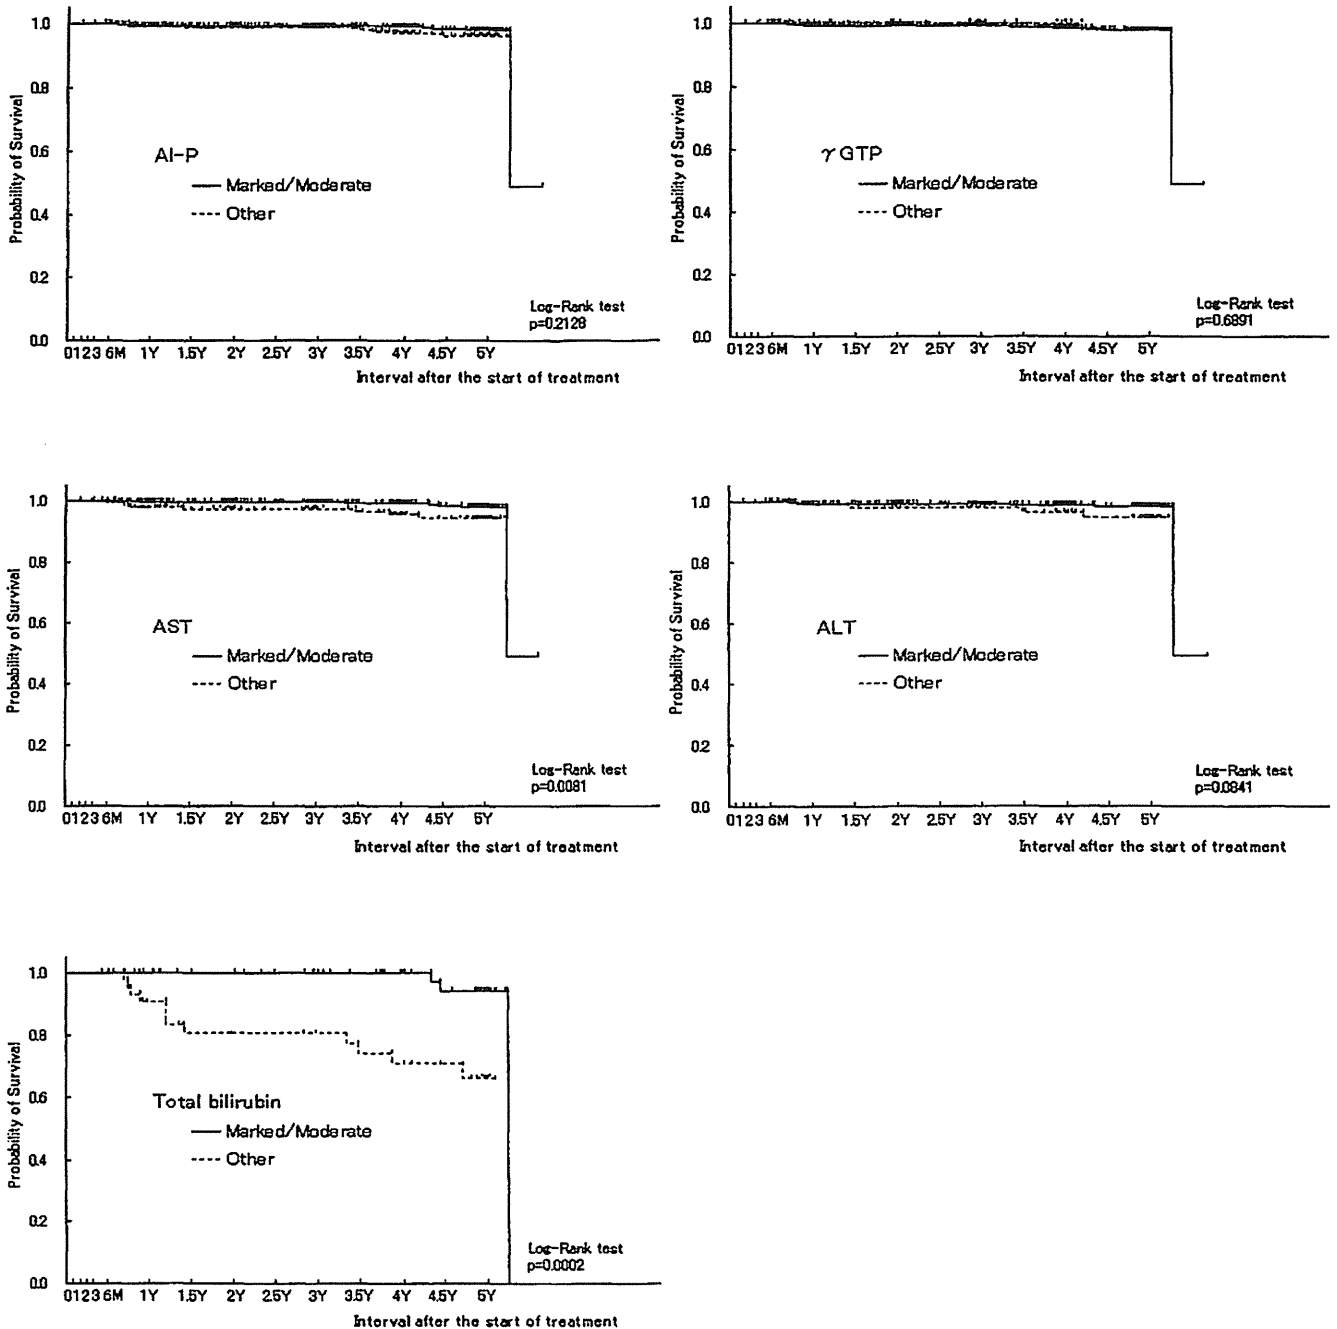 Probability of Survival
1.0
0.8
0.6
0.4
0.2
0.0
Al-P
Marked/Moderate
Other
Log-Rank test
p=0.2128
0123 6M 1Y 1.5Y 2Y 2.5Y 3Y 3.5Y 4Y 4.5Y 5Y
Interval after the start of treatment
Probability of Survival
1.0
0.8
0.6
0.4
0.2
0.0
γGTP
Marked/Moderate
Other
Log-Rank test
p=0.6891
0123 6M 1Y 1.5Y 2Y 2.5Y 3Y 3.5Y 4Y 4.5Y 5Y
Interval after the start of treatment
Probability of Survival
1.0
0.8
0.6
0.4
0.2
0.0
AST
Marked/Moderate
Other
Log-Rank test
p=0.0081
0123 6M 1Y 1.5Y 2Y 2.5Y 3Y 3.5Y 4Y 4.5Y 5Y
Interval after the start of treatment
Probability of Survival
1.0
0.8
0.6
0.4
0.2
0.0
ALT
Marked/Moderate
Other
Log-Rank test
p=0.0841
0123 6M 1Y 1.5Y 2Y 2.5Y 3Y 3.5Y 4Y 4.5Y 5Y
Interval after the start of treatment
Probability of Survival
1.0
0.8
0.6
0.4
0.2
0.0
Total bilirubin
Marked/Moderate
Other
Log-Rank test
p=0.0002
0123 6M 1Y 1.5Y 2Y 2.5Y 3Y 3.5Y 4Y 4.5Y 5Y
Interval after the start of treatment